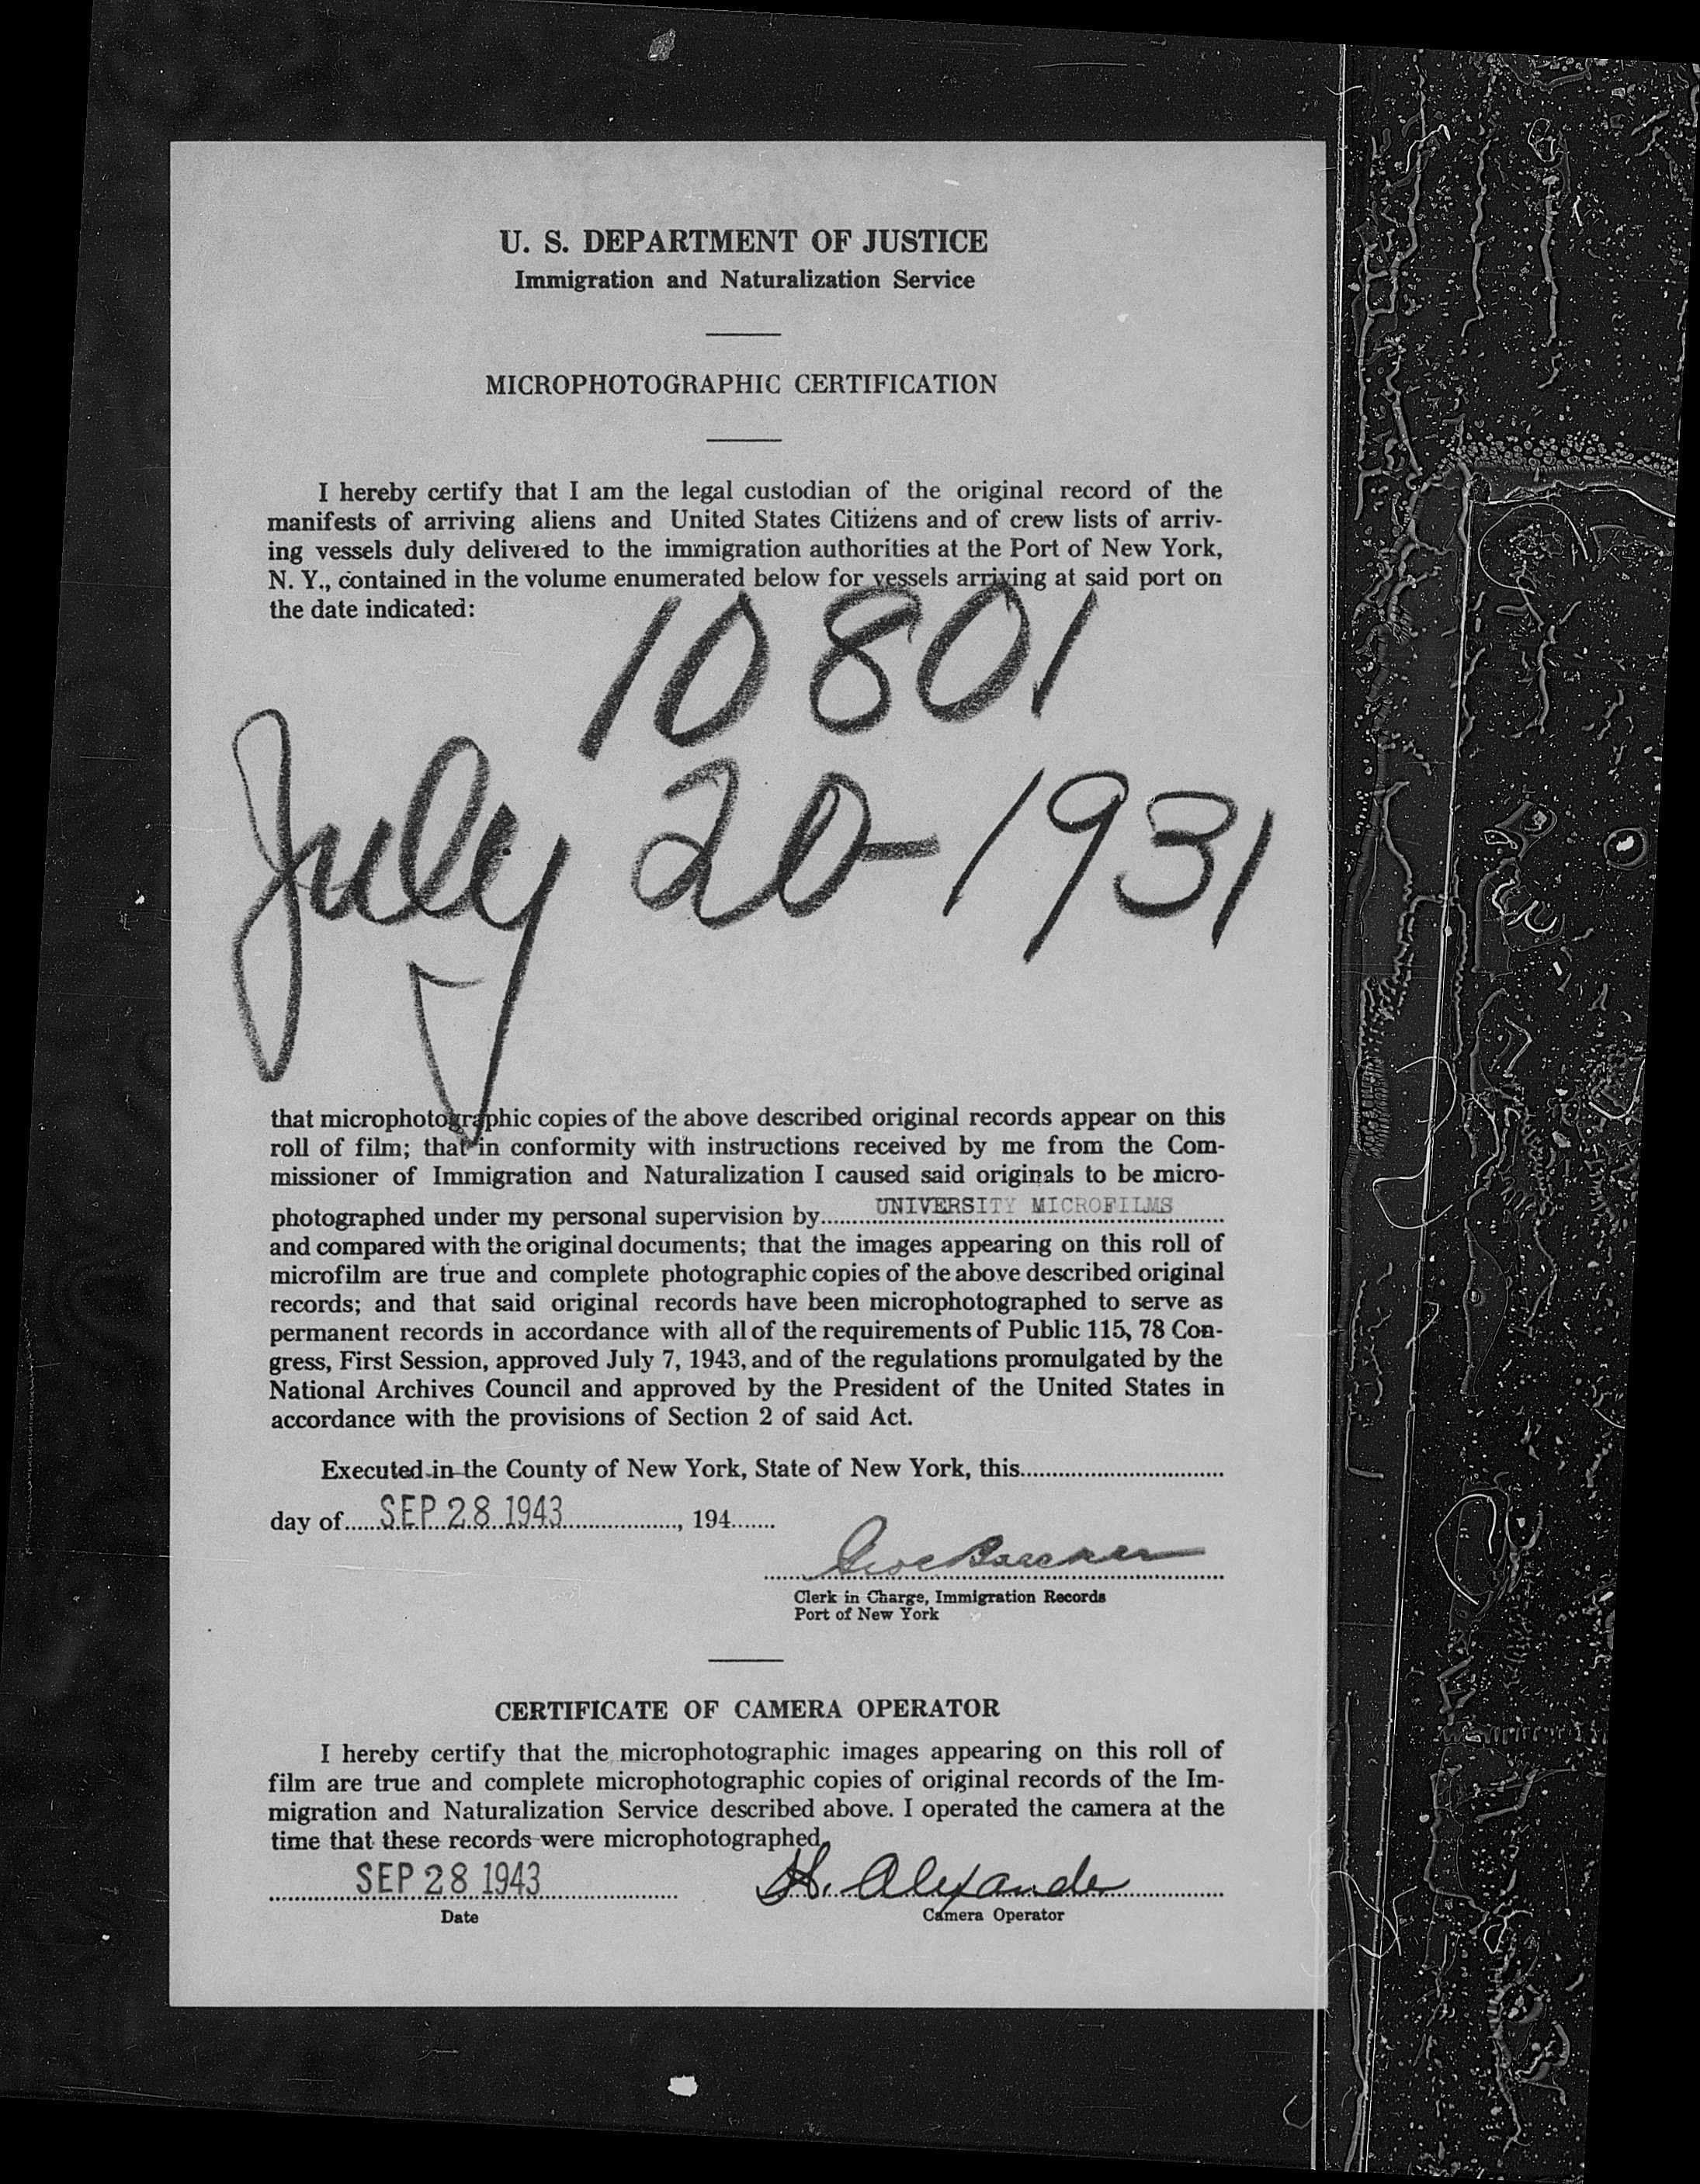 U. S. DEPARTMENT OF JUSTICE
Immigration and Naturalization Service
MICROPHOTOGRAPHIC CERTIFICATION
I hereby certify that I am the legal custodian of the original record of the
manifests of arriving aliens and United States Citizens and of crew lists of arriv-
ing vessels duly delivered to the immigration authorities at the Port of New York,
N. Y., contained in the volume enumerated below for vessels arriving at said port on
the date indicated:
10801
July 20-1931
that microphotographic copies of the above described original records appear on this
roll of film; that in conformity with instructions received by me from the Com-
missioner of Immigration and Naturalization I caused said originals to be micro-
photographed under my personal supervision by UNIVERSITY MICROFILMS
and compared with the original documents; that the images appearing on this roll of
microfilm are true and complete photographic copies of the above described original
records; and that said original records have been microphotographed to serve as
permanent records in accordance with all of the requirements of Public 115, 78 Con-
gress, First Session, approved July 7, 1943, and of the regulations promulgated by the
National Archives Council and approved by the President of the United States in
accordance with the provisions of Section 2 of said Act.
Executed in the County of New York, State of New York, this
day of SEP 28 1943, 194
Clerk in Charge, Immigration Records
Port of New York
CERTIFICATE OF CAMERA OPERATOR
I hereby certify that the microphotographic images appearing on this roll of
film are true and complete microphotographic copies of original records of the Im-
migration and Naturalization Service described above. I operated the camera at the
time that these records were microphotographed.
SEP 28 1943 H. Alexander
Date Camera Operator